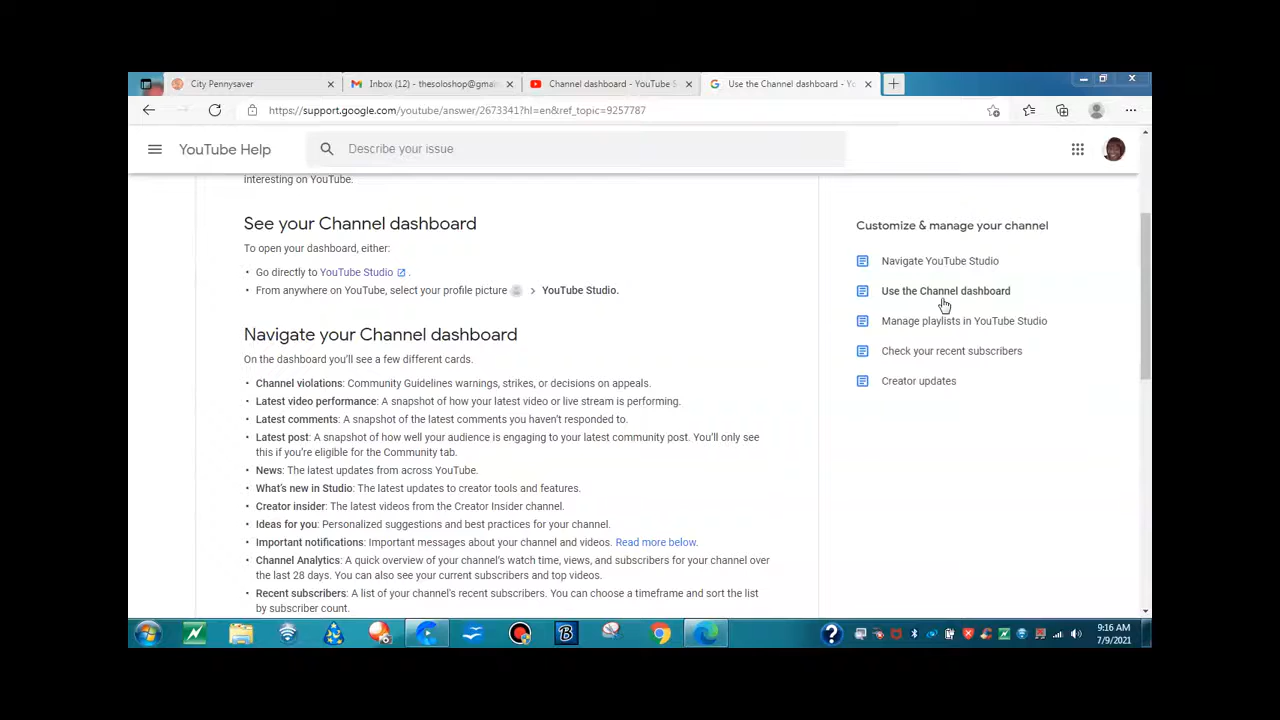 City Pennysaver
Inbox (12) - thesoloshop@gmai
Channel dashboard - YouTube S
Use the Channel dashboard - Yo
https://support.google.com/youtube/answer/2673341?hl=en&ref_topic=9257787
YouTube Help
Describe your issue
interesting on YouTube.
See your Channel dashboard
To open your dashboard, either:
• Go directly to YouTube Studio .
• From anywhere on YouTube, select your profile picture > YouTube Studio.
Navigate your Channel dashboard
On the dashboard you'll see a few different cards.
• Channel violations: Community Guidelines warnings, strikes, or decisions on appeals.
• Latest video performance: A snapshot of how your latest video or live stream is performing.
• Latest comments: A snapshot of the latest comments you haven't responded to.
• Latest post: A snapshot of how well your audience is engaging to your latest community post. You'll only see
this if you're eligible for the Community tab.
• News: The latest updates from across YouTube.
• What's new in Studio: The latest updates to creator tools and features.
• Creator insider: The latest videos from the Creator Insider channel.
• Ideas for you: Personalized suggestions and best practices for your channel.
• Important notifications: Important messages about your channel and videos. Read more below.
• Channel Analytics: A quick overview of your channel's watch time, views, and subscribers for your channel over
the last 28 days. You can also see your current subscribers and top videos.
• Recent subscribers: A list of your channel's recent subscribers. You can choose a timeframe and sort the list
by subscriber count.
Customize & manage your channel
Navigate YouTube Studio
Use the Channel dashboard
Manage playlists in YouTube Studio
Check your recent subscribers
Creator updates
9:16 AM
7/9/2021